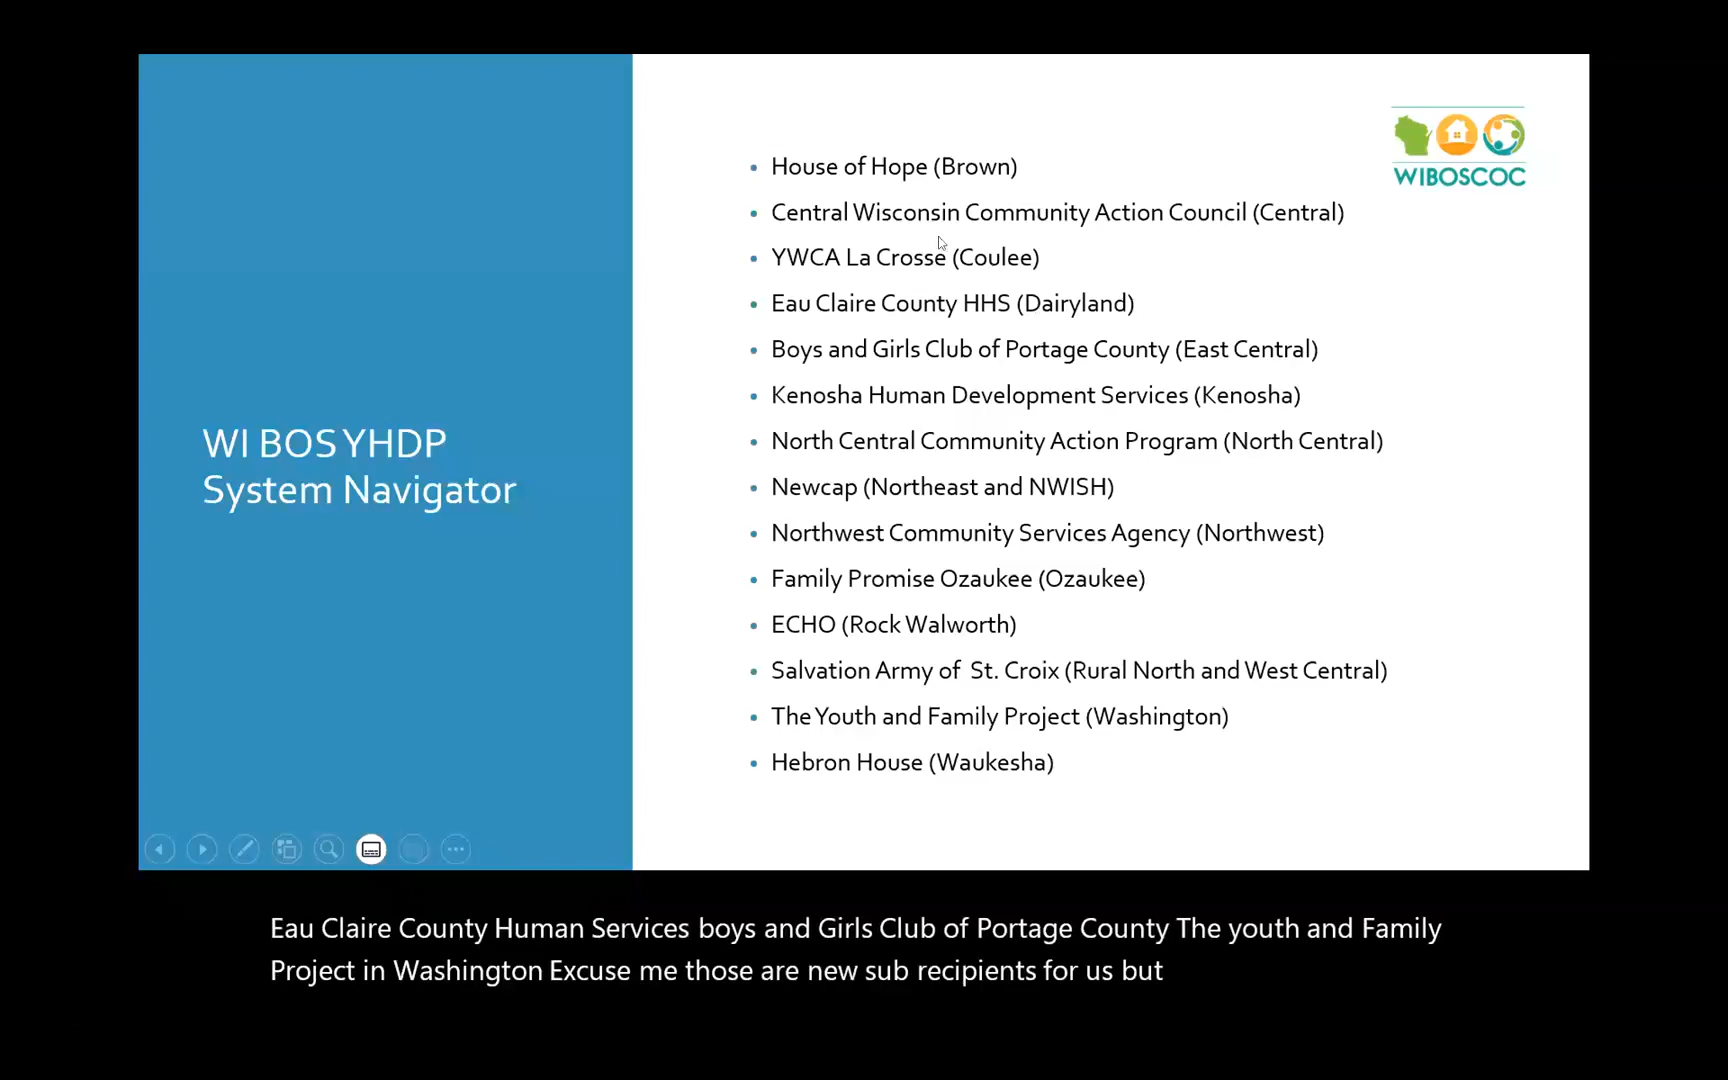 WI BOS YHDP
System Navigator
WIBOSCOC
House of Hope (Brown)
Central Wisconsin Community Action Council (Central)
YWCA La Crosse (Coulee)
Eau Claire County HHS (Dairyland)
Boys and Girls Club of Portage County (East Central)
Kenosha Human Development Services (Kenosha)
North Central Community Action Program (North Central)
Newcap (Northeast and NWISH)
Northwest Community Services Agency (Northwest)
Family Promise Ozaukee (Ozaukee)
ECHO (Rock Walworth)
Salvation Army of  St. Croix (Rural North and West Central)
The Youth and Family Project (Washington)
Hebron House (Waukesha)
Eau Claire County Human Services boys and Girls Club of Portage County The youth and Family
Project in Washington Excuse me those are new sub recipients for us but